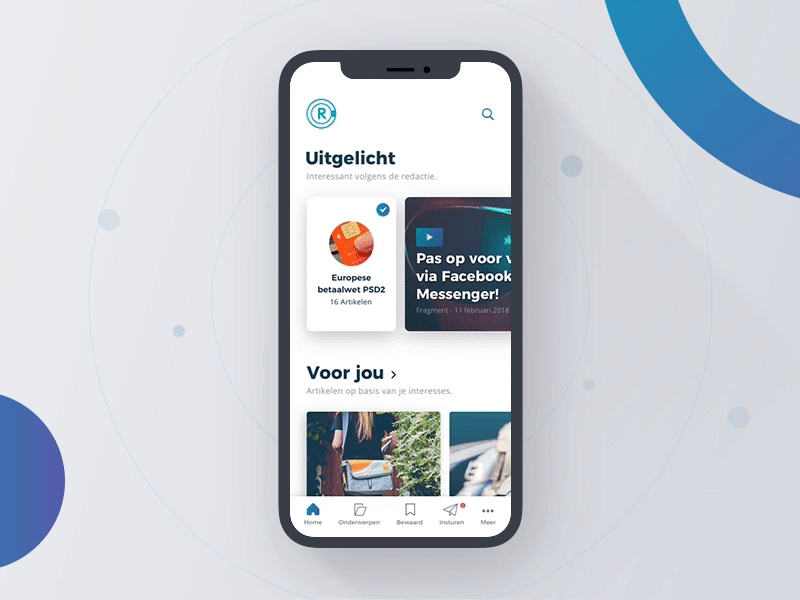 R
Uitgelicht
Interessant volgens de redactie.
Europese
betaalwet PSD2
16 Artikelen
Pas op voor v
via Facebook
Messenger!
Fragment - 11 februari 2018
Voor jou
Artikelen op basis van je interesses.
Home
Onderwerpen
Bewaard
Insturen
Meer